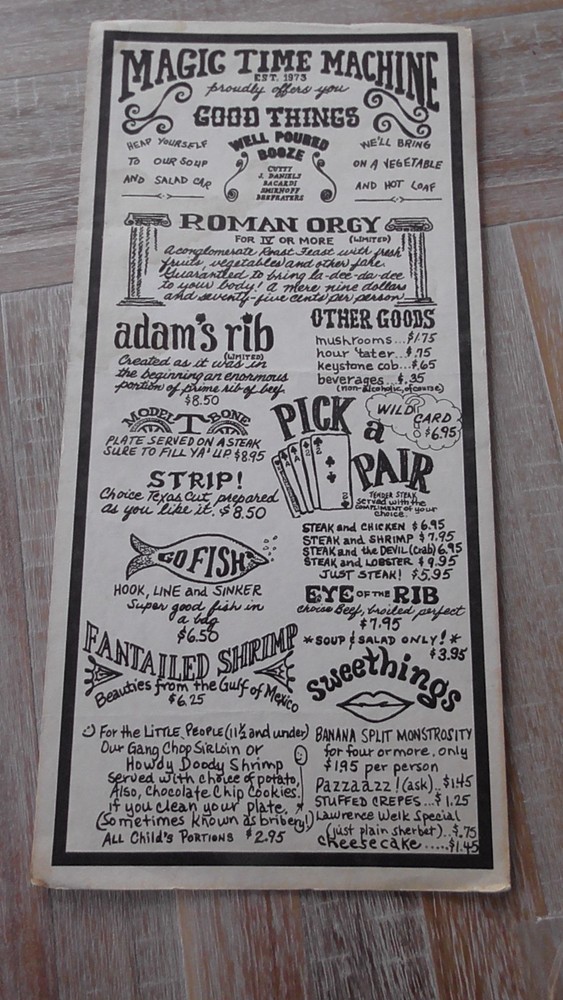 MAGIC TIME MACHINE
EST. 1973
proudly offers you
GOOD THINGS
HEAP YOURSELF
TO OUR SOUP
AND SALAD CAR
WELL POURED
BOOZE
CUTTY
J. DANIELS
BACARDI
SMIRNOFF
BEEFEATERS
WE'LL BRING
ON A VEGETABLE
AND HOT LOAF
ROMAN ORGY
FOR IV OR MORE (LIMITED)
A conglomerate Roast Feast with fresh
fruits, vegetables and other fare.
Guaranteed to bring la-dee-da-dee
to your body! A mere nine dollars
and seventy-five cents per person
adam's rib
(LIMITED)
Created as it was in
the beginning an enormous
portion of prime rib of beef.
$8.50
MODEL T BONE
PLATE SERVED ON A STEAK
SURE TO FILL YA' UP. $8.95
STRIP!
Choice Texas Cut, prepared
as you like it. $8.50
GO FISH
HOOK, LINE and SINKER
Super good fish in
a bag
$6.50
FANTAILED SHRIMP
Beauties from the Gulf of Mexico
$6.25
For the LITTLE PEOPLE (11½ and under)
Our Gang Chop Sirloin or
Howdy Doody Shrimp
served with choice of potato,
Also, Chocolate Chip Cookies.
if you clean your plate. *
(Sometimes known as bribery!)
ALL Child's PORTIONS $2.95
OTHER GOODS
mushrooms...$1.75
hour 'tater...$.75
keystone cob...$.65
beverages...$.35
(non-alcoholic, of course)
PICK a PAIR
WILD CARD
$6.95
TENDER STEAK
served with the
COMPLIMENT of your
choice.
STEAK and CHICKEN $6.95
STEAK and SHRIMP $7.95
STEAK and the DEVIL (crab) 6.95
STEAK and LOBSTER $9.95
JUST STEAK! $5.95
EYE OF THE RIB
choice Beef, broiled perfect
$7.95
*SOUP & SALAD ONLY!*
$3.95
Sweethings
BANANA SPLIT MONSTROSITY
for four or more, only
$1.95 per person
Pazzaazz! (ask)..$1.45
STUFFED CREPES...$1.25
Lawrence Welk Special
(just plain sherbet)..$.75
cheesecake.....$1.45